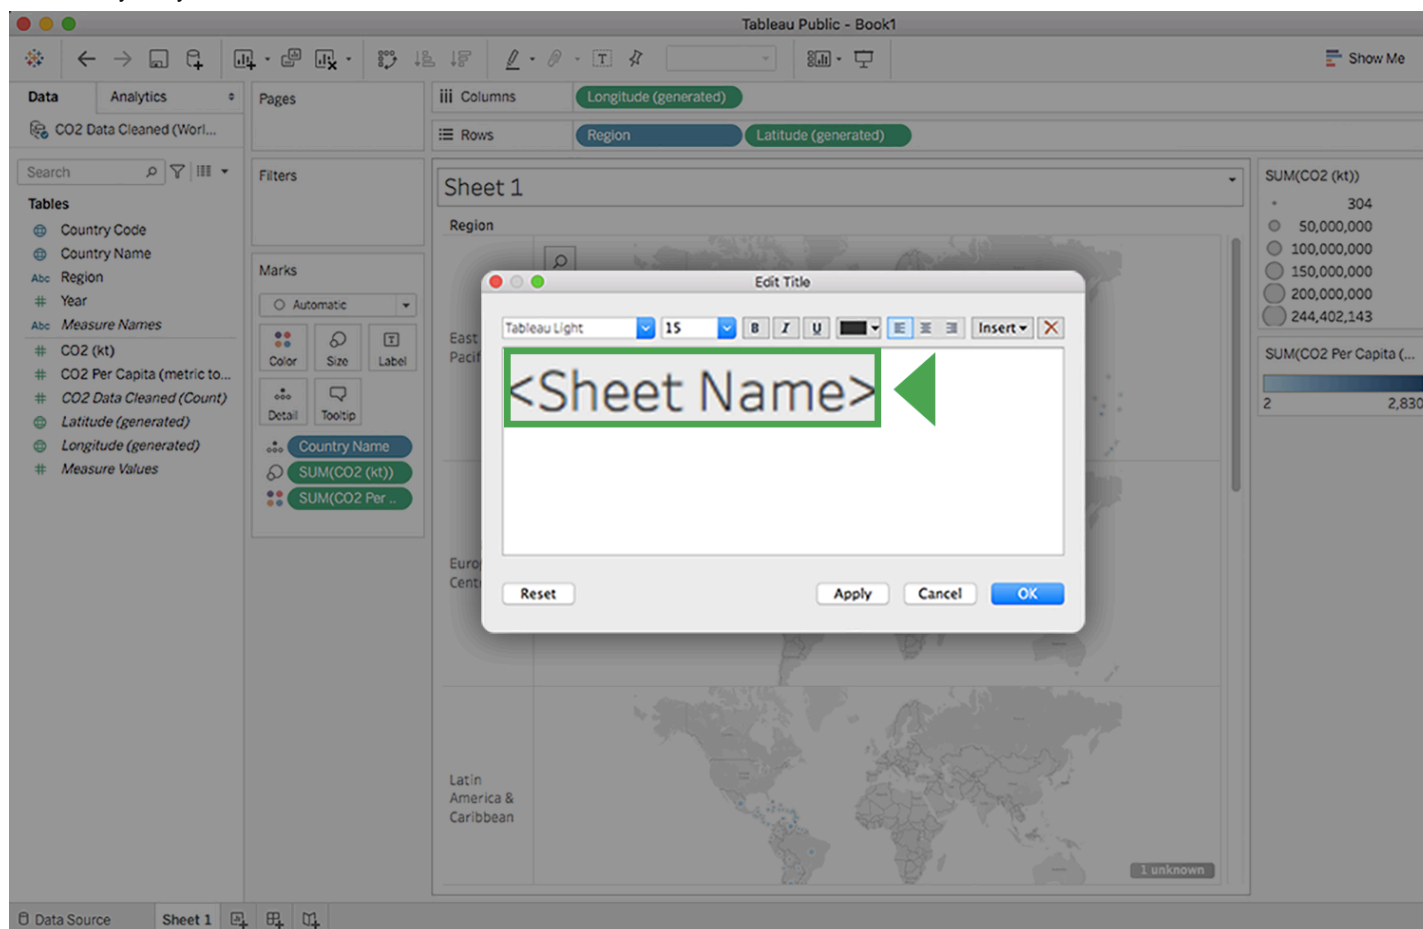 Tableau Public - Book1
Show Me
Data
Analytics
Pages
iii Columns
Longitude (generated)
CO2 Data Cleaned (Worl...
Rows
Region
Latitude (generated)
Search
Filters
Sheet 1
SUM(CO2 (kt))
304
50,000,000
100,000,000
150,000,000
200,000,000
244,402,143
Tables
Country Code
Country Name
Abc Region
# Year
Abc Measure Names
# CO2 (kt)
# CO2 Per Capita (metric to...
# CO2 Data Cleaned (Count)
Latitude (generated)
Longitude (generated)
# Measure Values
Marks
Automatic
Color
Size
Label
Detail
Tooltip
Country Name
SUM(CO2 (kt))
SUM(CO2 Per ..
Region
East
Pacif
Euro
Cent
Latin
America &
Caribbean
1 unknown
Edit Title
Tableau Light
15
B
I
U
Insert
<Sheet Name>
Reset
Apply
Cancel
OK
SUM(CO2 Per Capita (...
2
2,830
Data Source
Sheet 1